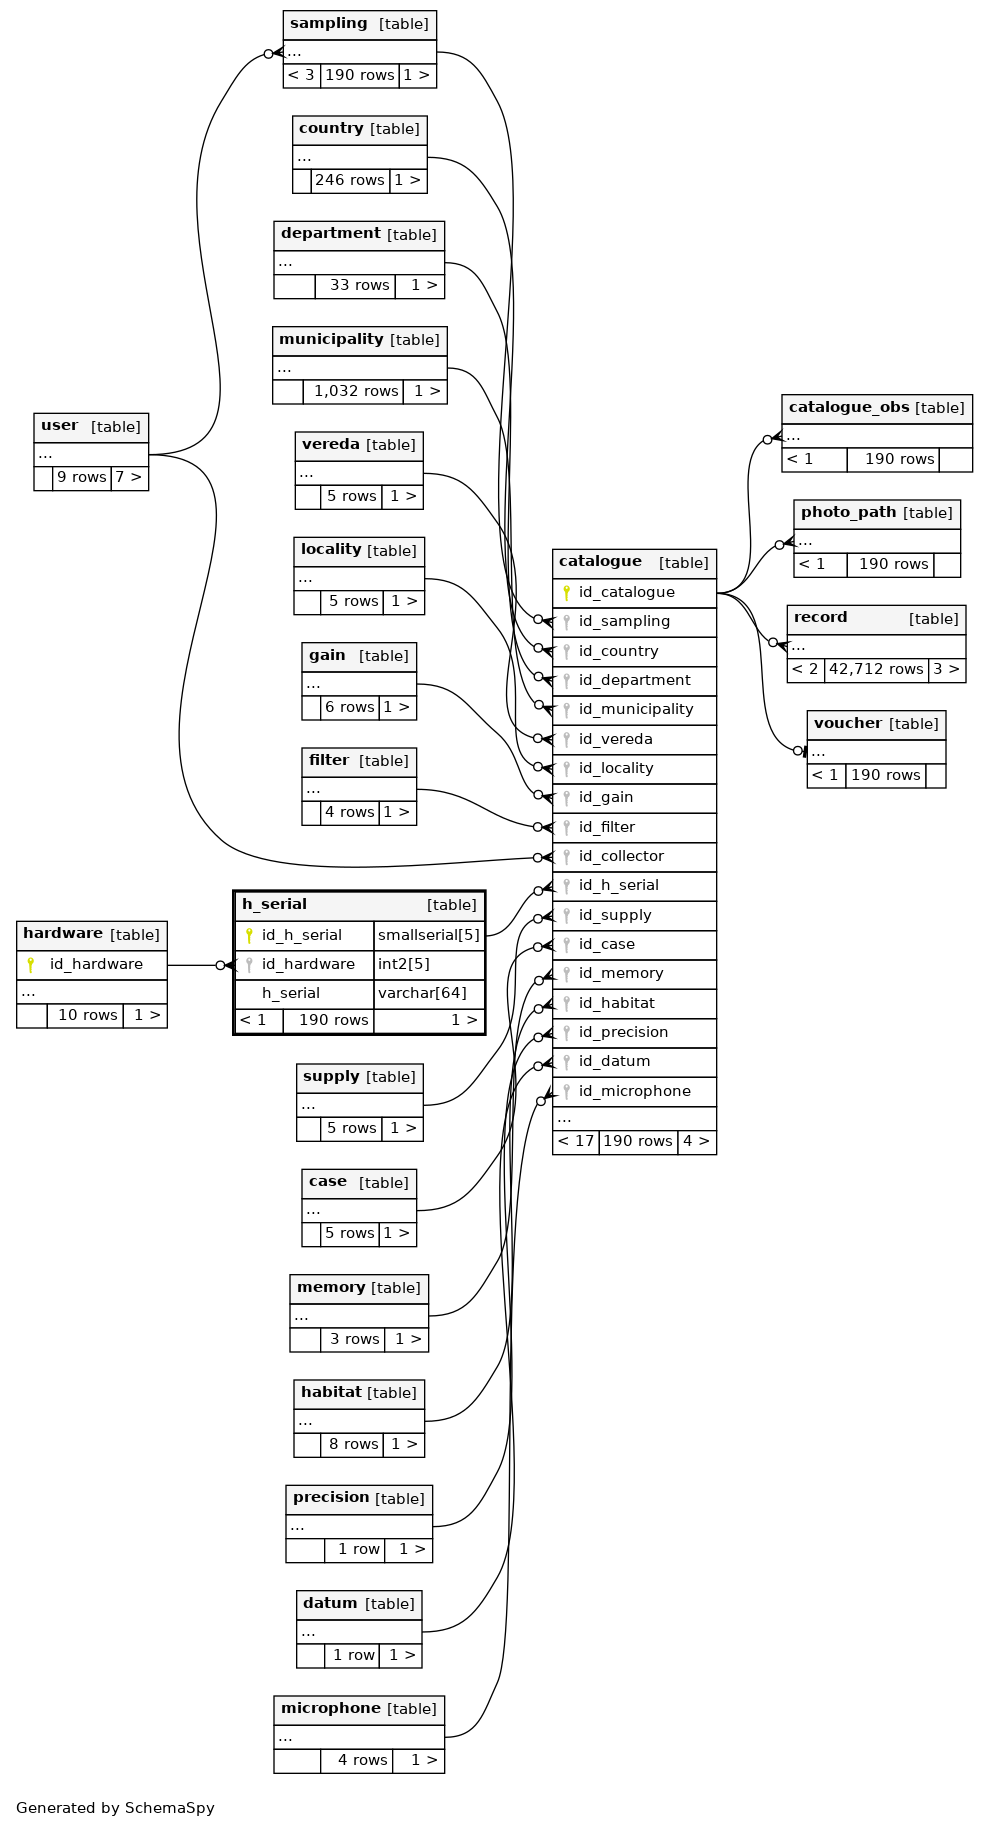 sampling [table]
...
< 3 190 rows 1 >
country [table]
...
246 rows 1 >
department [table]
...
33 rows 1 >
municipality [table]
...
1,032 rows 1 >
vereda [table]
...
5 rows 1 >
locality [table]
...
5 rows 1 >
gain [table]
...
6 rows 1 >
filter [table]
...
4 rows 1 >
user [table]
...
9 rows 7 >
hardware [table]
id_hardware
...
10 rows 1 >
h_serial [table]
id_h_serial smallserial[5]
id_hardware int2[5]
h_serial varchar[64]
< 1 190 rows 1 >
supply [table]
...
5 rows 1 >
case [table]
...
5 rows 1 >
memory [table]
...
3 rows 1 >
habitat [table]
...
8 rows 1 >
precision [table]
...
1 row 1 >
datum [table]
...
1 row 1 >
microphone [table]
...
4 rows 1 >
catalogue [table]
id_catalogue
id_sampling
id_country
id_department
id_municipality
id_vereda
id_locality
id_gain
id_filter
id_collector
id_h_serial
id_supply
id_case
id_memory
id_habitat
id_precision
id_datum
id_microphone
...
< 17 190 rows 4 >
catalogue_obs [table]
...
< 1 190 rows
photo_path [table]
...
< 1 190 rows
record [table]
...
< 2 42,712 rows 3 >
voucher [table]
...
< 1 190 rows
Generated by SchemaSpy